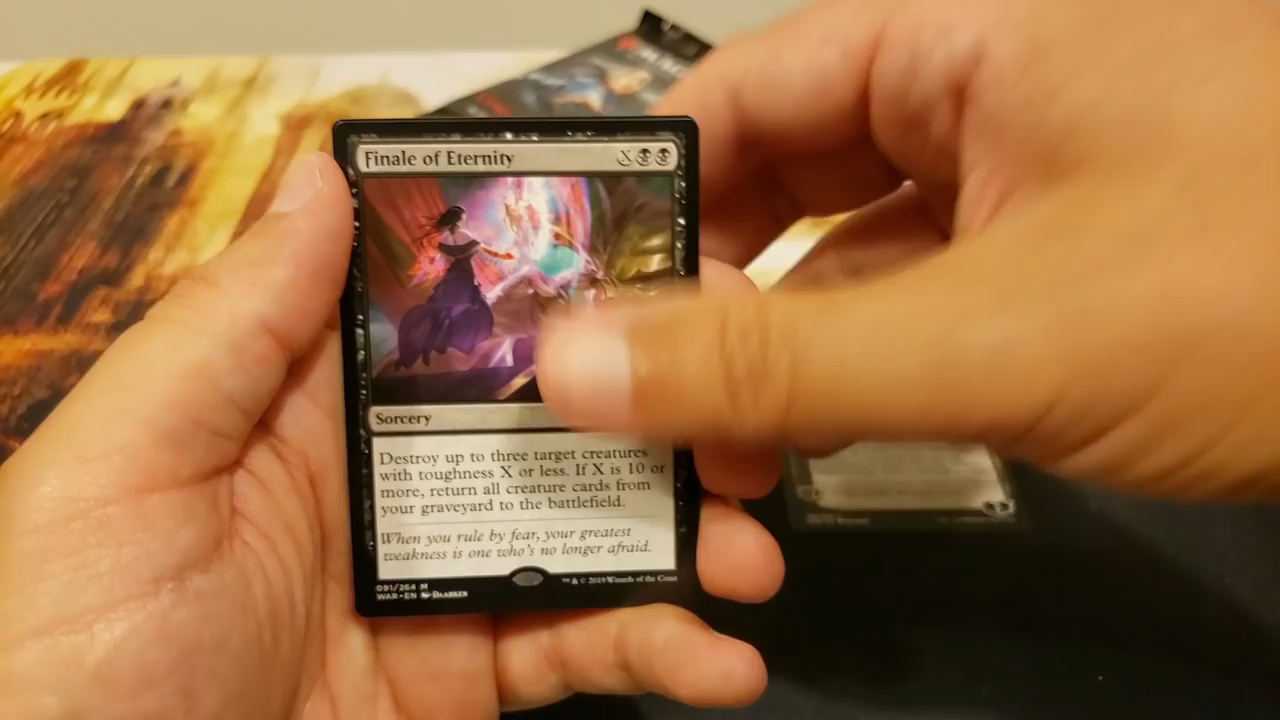 Finale of Eternity X
Sorcery
Destroy up to three target creatures
with toughness X or less. If X is 10 or
more, return all creature cards from
your graveyard to the battlefield.
When you rule by fear, your greatest
weakness is one who's no longer afraid.
091/264 M
WAR • EN Daarken
™ & © 2019 Wizards of the Coast